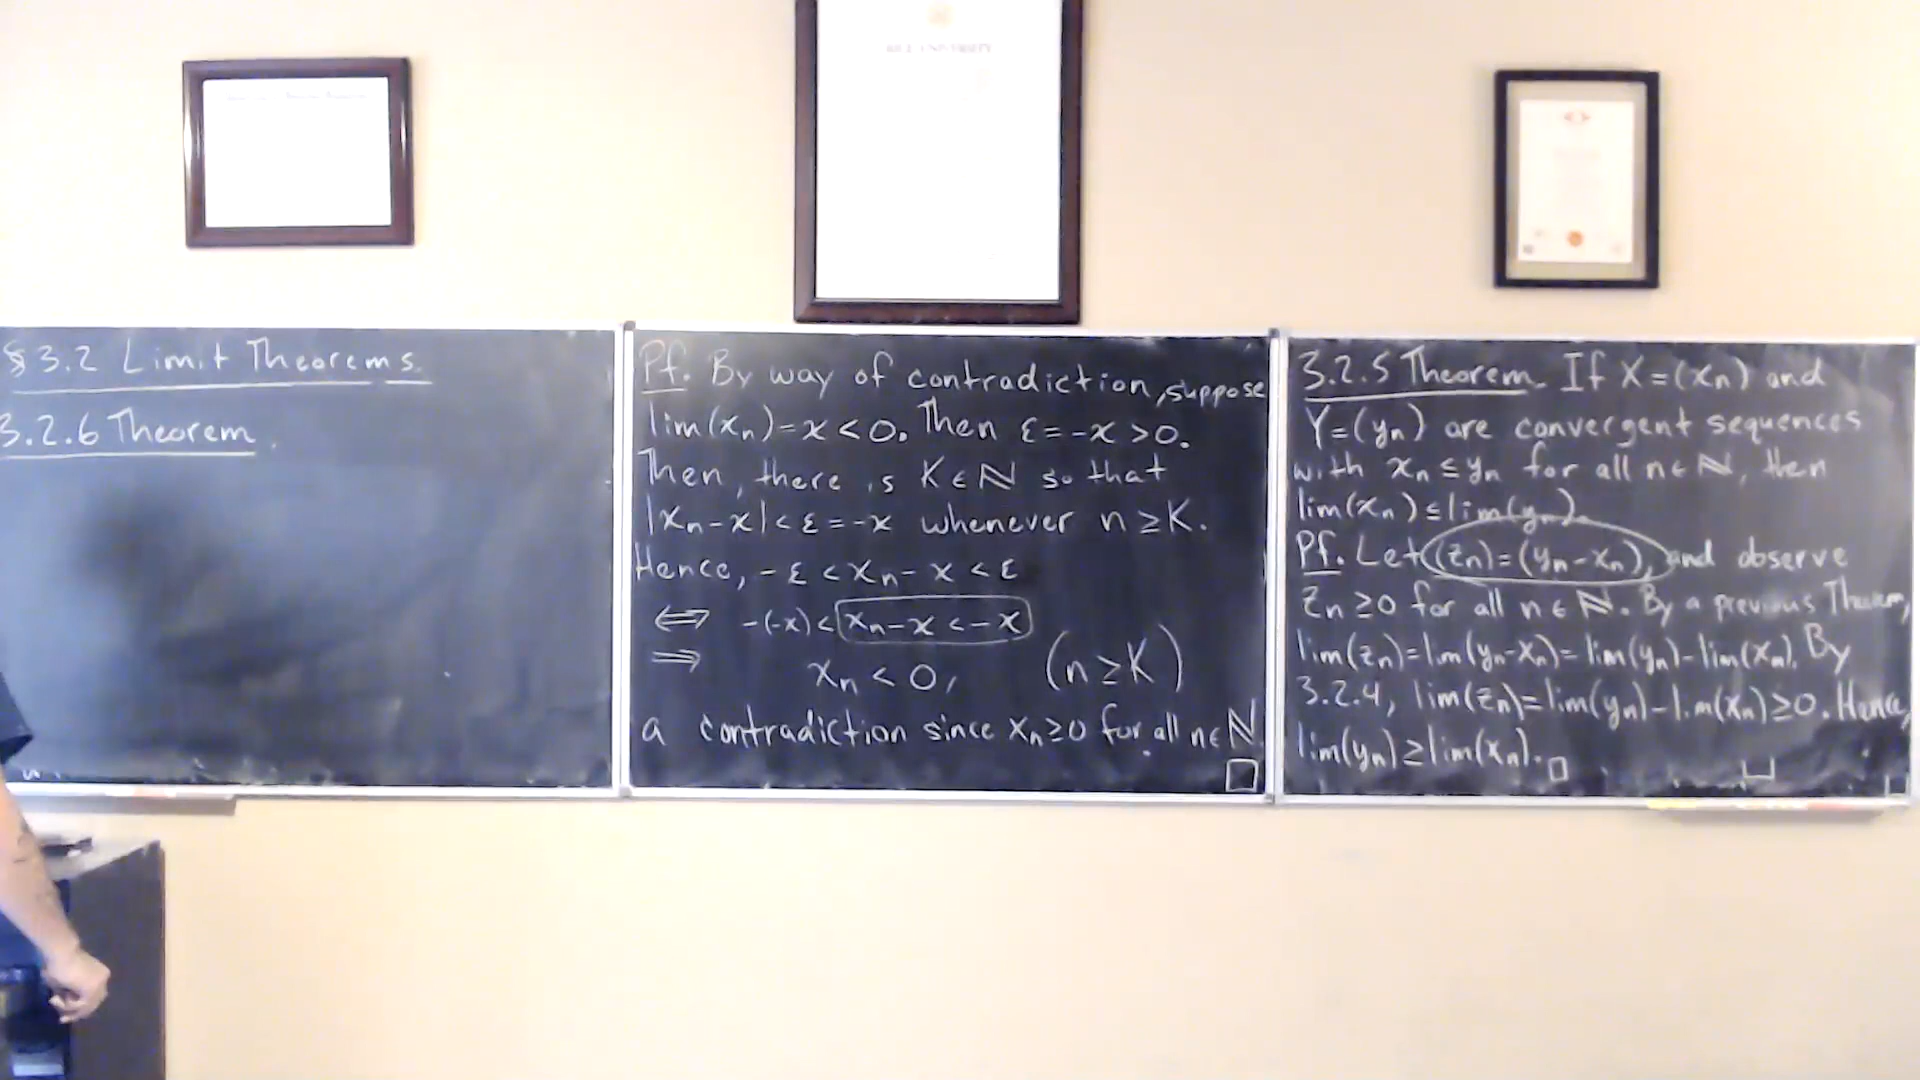 § 3.2 Limit Theorems.
3.2.6 Theorem.
Pf. By way of contradiction, suppose
lim(xₙ)=x<0. Then ε=-x>0.
Then, there is K∈ℕ so that
|xₙ-x|<ε=-x whenever n≥K.
Hence, -ε<xₙ-x<ε
⟺ -(-x)<xₙ-x<-x
⟹ xₙ<0, (n≥K)
a contradiction since xₙ≥0 for all n∈ℕ
□
3.2.5 Theorem. If X=(xₙ) and
Y=(yₙ) are convergent sequences
with xₙ≤yₙ for all n∈ℕ, then
lim(xₙ)≤lim(yₙ).
Pf. Let (zₙ)=(yₙ-xₙ), and observe
zₙ≥0 for all n∈ℕ. By a previous Theorem,
lim(zₙ)=lim(yₙ-xₙ)=lim(yₙ)-lim(xₙ). By
3.2.4, lim(zₙ)=lim(yₙ)-lim(xₙ)≥0. Hence,
lim(yₙ)≥lim(xₙ). □